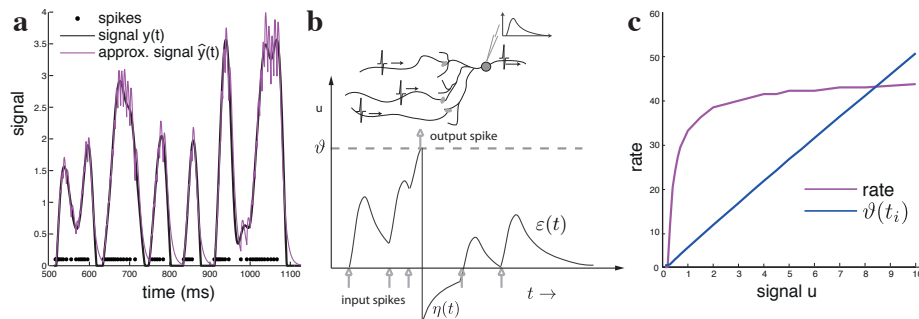 a
spikes
signal y(t)
approx. signal ŷ(t)
4
3.5
3
2.5
2
1.5
1
0.5
0
signal
500 600 700 800 900 1000 1100
time (ms)
b
u
ϑ
output spike
ε(t)
input spikes
η(t)
t →
c
60
50
40
30
20
10
0
rate
rate
ϑ(t_i)
0 1 2 3 4 5 6 7 8 9 10
signal u